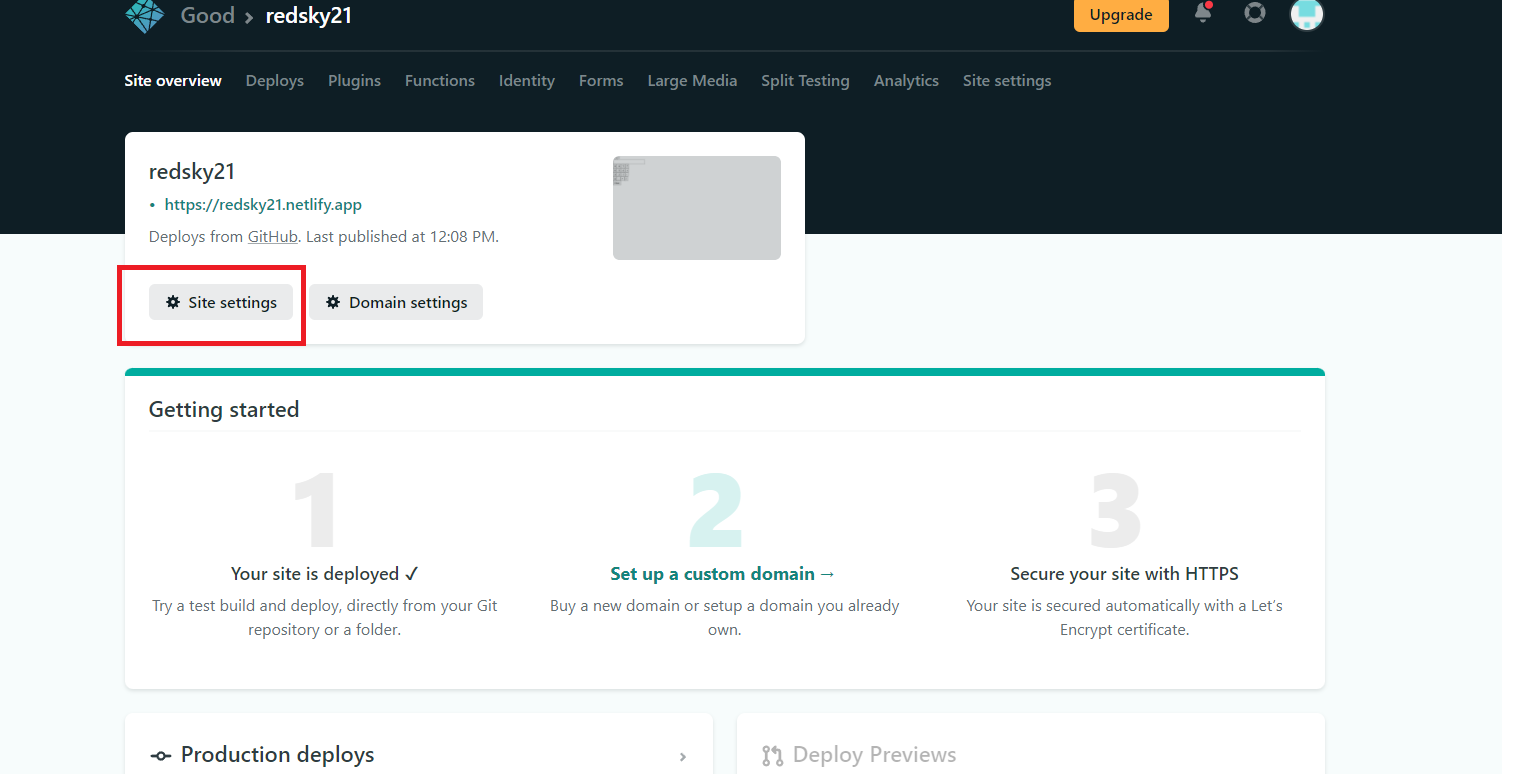 Good > redsky21
Upgrade
Site overview Deploys Plugins Functions Identity Forms Large Media Split Testing Analytics Site settings
redsky21
• https://redsky21.netlify.app
Deploys from GitHub. Last published at 12:08 PM.
Site settings
Domain settings
Getting started
1
Your site is deployed ✓
Try a test build and deploy, directly from your Git
repository or a folder.
2
Set up a custom domain →
Buy a new domain or setup a domain you already
own.
3
Secure your site with HTTPS
Your site is secured automatically with a Let’s
Encrypt certificate.
Production deploys ›
Deploy Previews